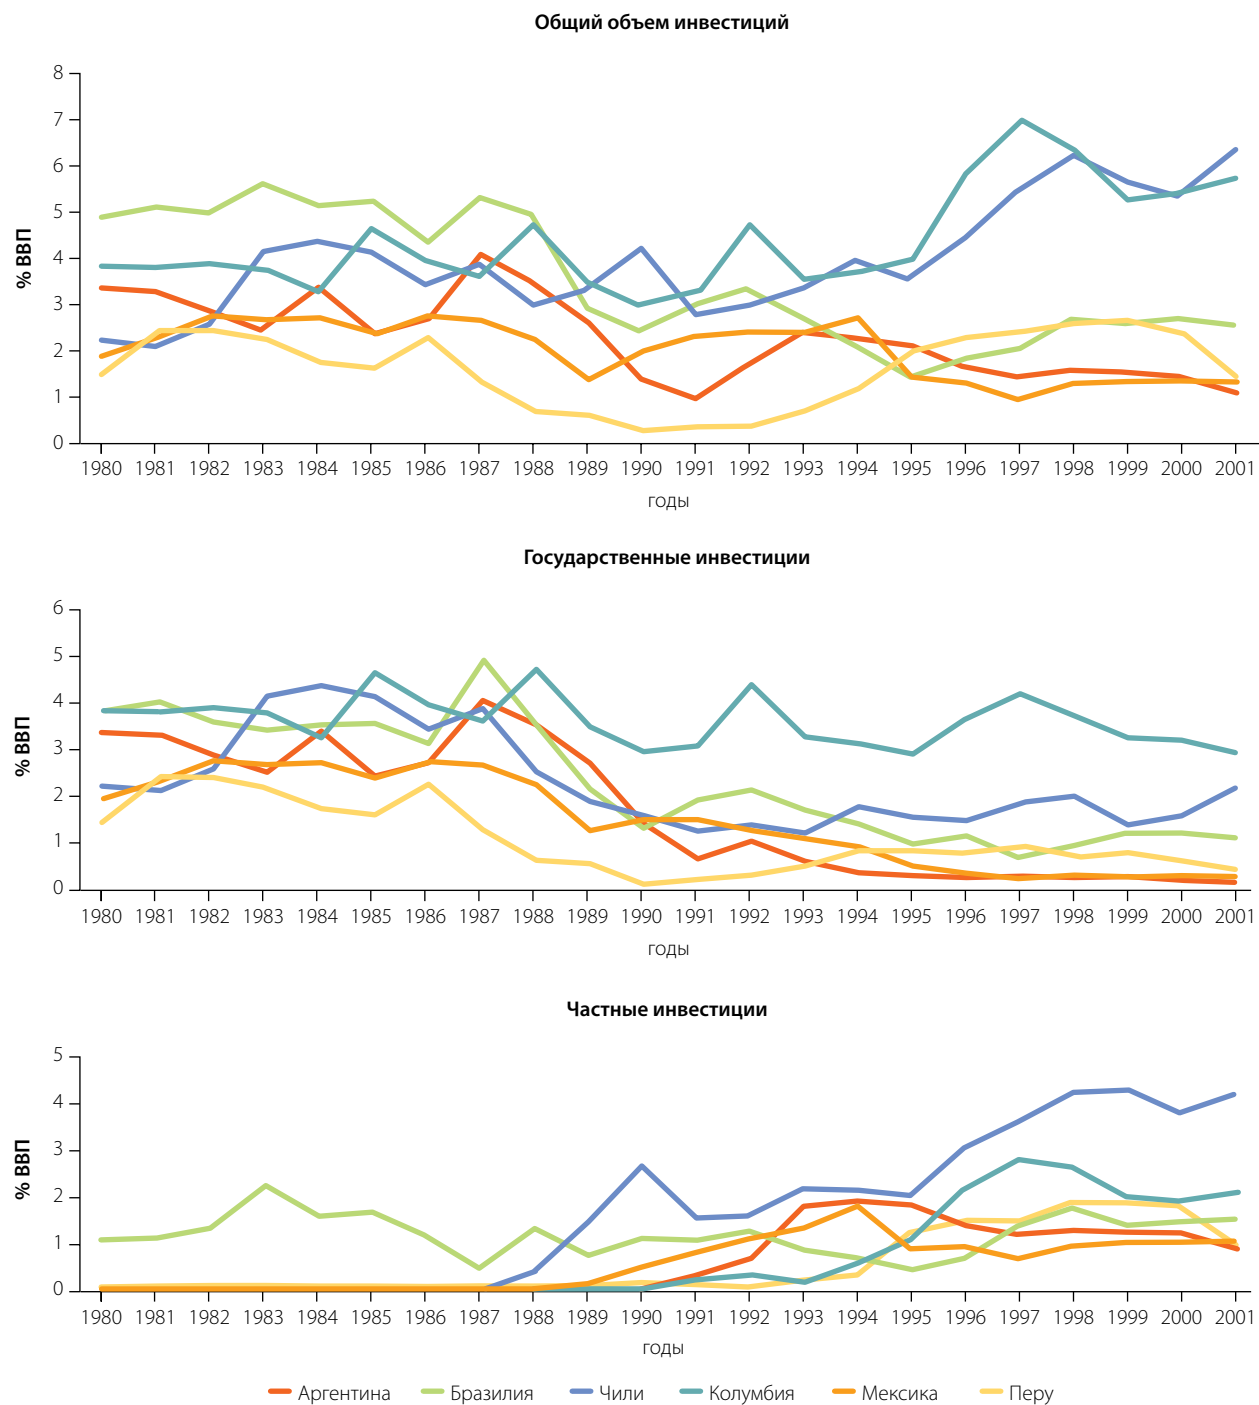 Общий объем инвестиций
% ВВП
8
7
6
5
4
3
2
1
0
1980 1981 1982 1983 1984 1985 1986 1987 1988 1989 1990 1991 1992 1993 1994 1995 1996 1997 1998 1999 2000 2001
годы
Государственные инвестиции
% ВВП
6
5
4
3
2
1
0
1980 1981 1982 1983 1984 1985 1986 1987 1988 1989 1990 1991 1992 1993 1994 1995 1996 1997 1998 1999 2000 2001
годы
Частные инвестиции
% ВВП
5
4
3
2
1
0
1980 1981 1982 1983 1984 1985 1986 1987 1988 1989 1990 1991 1992 1993 1994 1995 1996 1997 1998 1999 2000 2001
годы
Аргентина Бразилия Чили Колумбия Мексика Перу